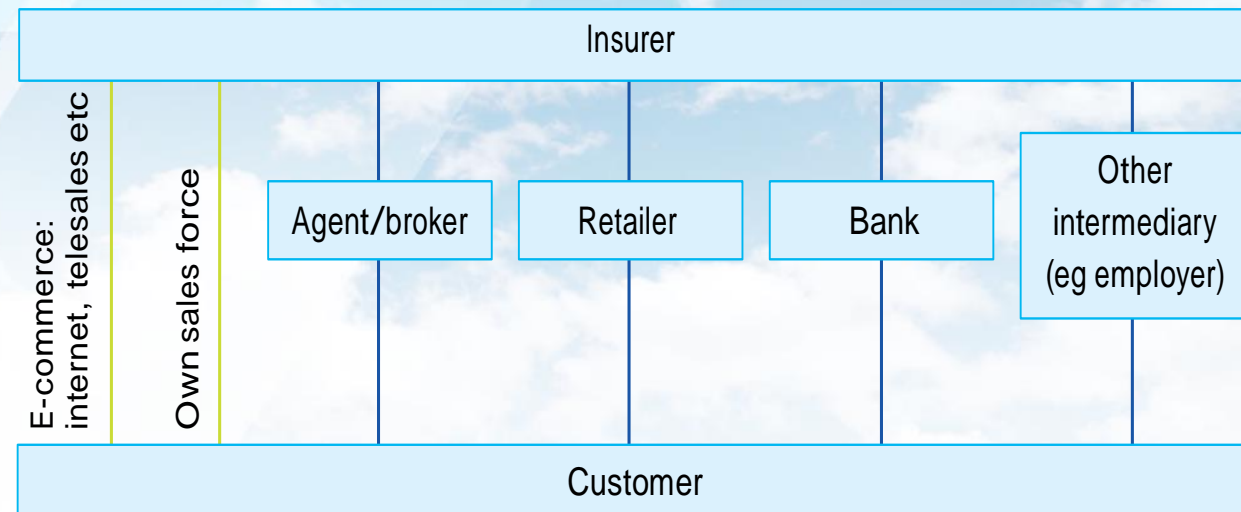 Insurer
E-commerce:
internet, telesales etc
Own sales force
Agent/broker
Retailer
Bank
Other
intermediary
(eg employer)
Customer